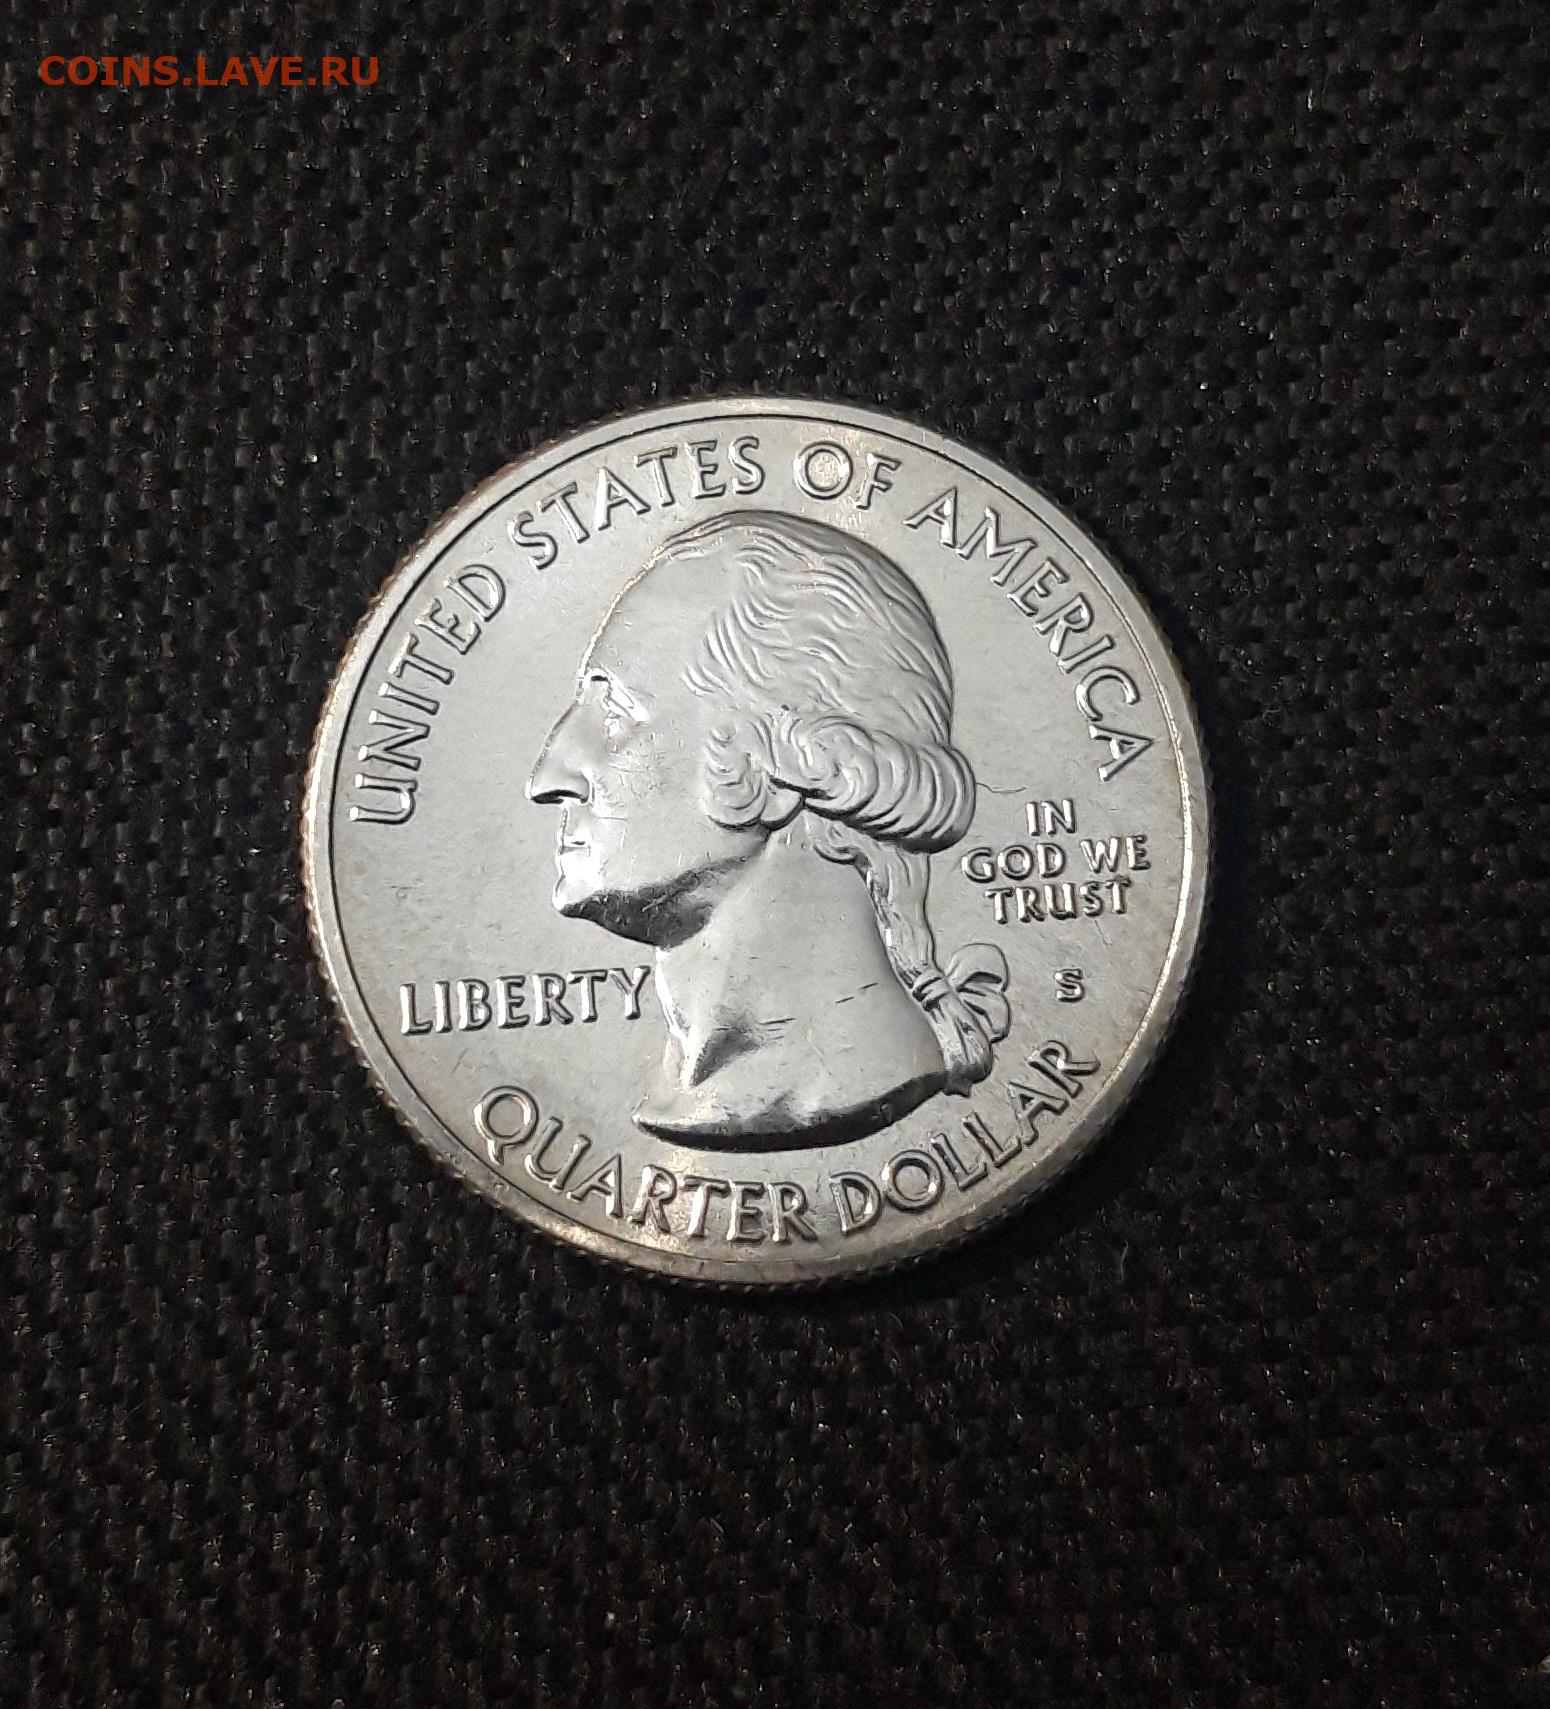 COINS.LAVE.RU
UNITED STATES OF AMERICA
IN
GOD WE
TRUST
LIBERTY
S
QUARTER DOLLAR